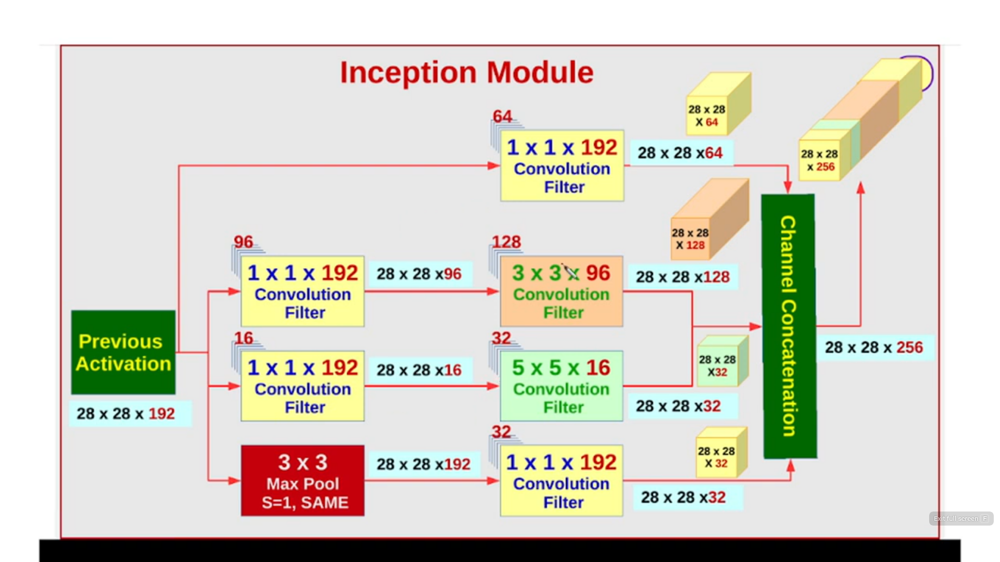 Inception Module
64
1 x 1 x 192
Convolution
Filter
28 x 28 x64
28 x 28
X 64
28 x 28
x 256
96
1 x 1 x 192
Convolution
Filter
28 x 28 x96
128
3 x 3 x 96
Convolution
Filter
28 x 28 x128
28 x 28
X 128
Channel Concatenation
Previous
Activation
28 x 28 x 192
16
1 x 1 x 192
Convolution
Filter
28 x 28 x16
32
5 x 5 x 16
Convolution
Filter
28 x 28 x32
28 x 28
X32
28 x 28 x 256
3 x 3
Max Pool
S=1, SAME
28 x 28 x192
32
1 x 1 x 192
Convolution
Filter
28 x 28 x32
28 x 28
X 32
Exit full screen F